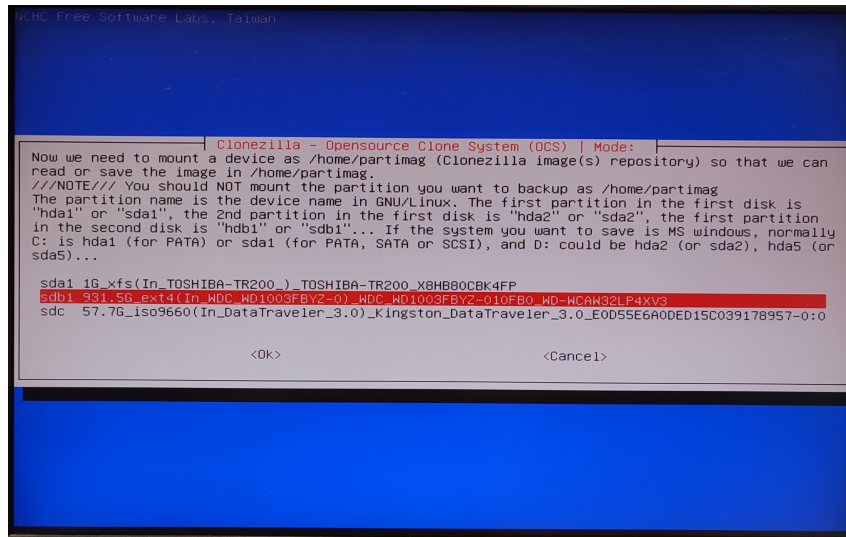 NCHC Free Software Labs, Taiwan
Clonezilla - Opensource Clone System (OCS) | Mode:
Now we need to mount a device as /home/partimag (Clonezilla image(s) repository) so that we can
read or save the image in /home/partimag.
///NOTE/// You should NOT mount the partition you want to backup as /home/partimag
The partition name is the device name in GNU/Linux. The first partition in the first disk is
"hda1" or "sda1", the 2nd partition in the first disk is "hda2" or "sda2", the first partition
in the second disk is "hdb1" or "sdb1"... If the system you want to save is MS windows, normally
C: is hda1 (for PATA) or sda1 (for PATA, SATA or SCSI), and D: could be hda2 (or sda2), hda5 (or
sda5)...
sda1 1G_xfs(In_TOSHIBA-TR200_)_TOSHIBA-TR200_X8HB80CBK4FP
sdb1 931.5G_ext4(In_WDC_WD1003FBYZ-0)_WDC_WD1003FBYZ-010FB0_WD-WCAW32LP4XV3
sdc 57.7G_iso9660(In_DataTraveler_3.0)_Kingston_DataTraveler_3.0_E0D55E6A0DED15C039178957-0:0
<Ok> <Cancel>